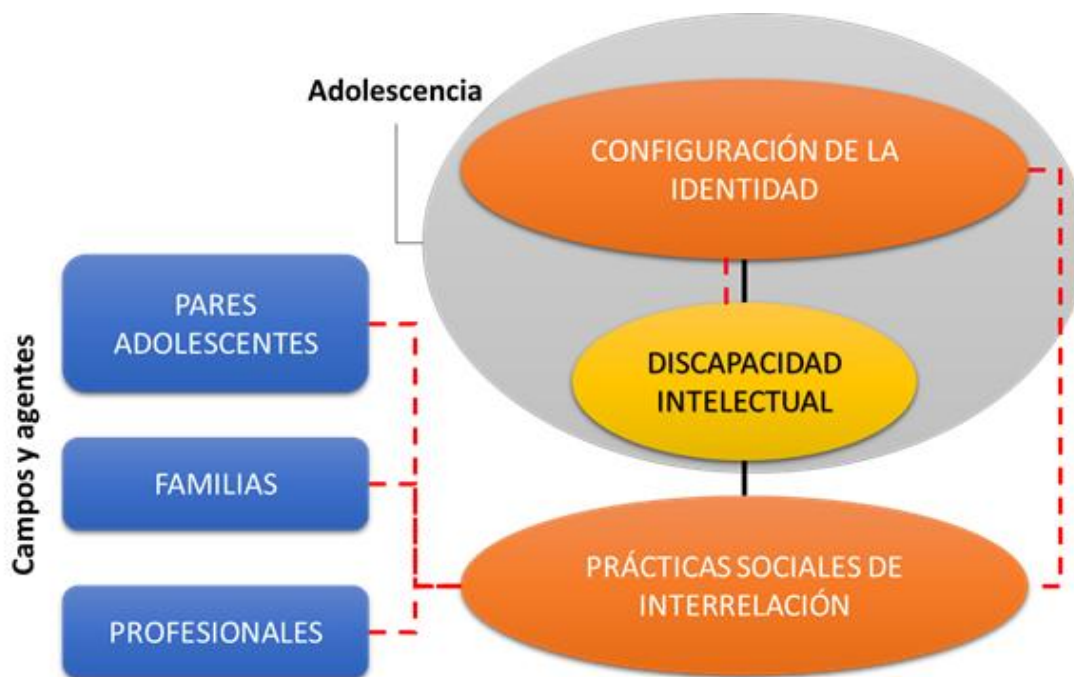 Adolescencia
CONFIGURACIÓN DE LA
IDENTIDAD
DISCAPACIDAD
INTELECTUAL
PRÁCTICAS SOCIALES DE
INTERRELACIÓN
Campos y agentes
PARES
ADOLESCENTES
FAMILIAS
PROFESIONALES